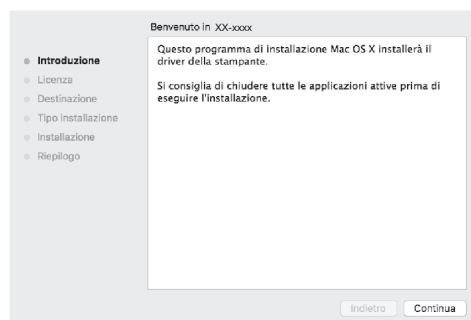 Benvenuto in XX-xxxx
Introduzione
Licenza
Destinazione
Tipo installazione
Installazione
Riepilogo
Questo programma di installazione Mac OS X installerà il
driver della stampante.
Si consiglia di chiudere tutte le applicazioni attive prima di
eseguire l'installazione.
Indietro
Continua